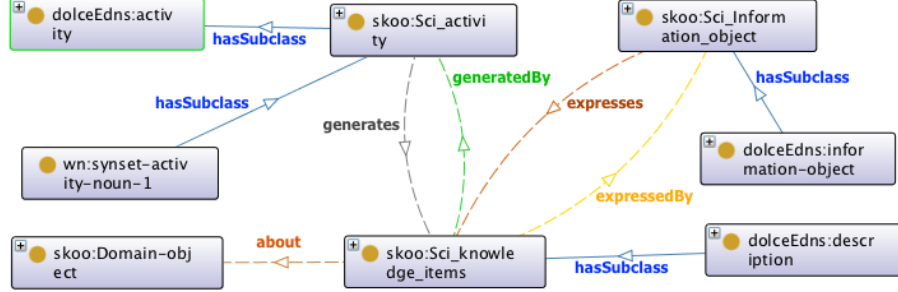 dolceEdns:activ
ity
hasSubclass
skoo:Sci_activi
ty
skoo:Sci_Inform
ation_object
generatedBy
hasSubclass
expresses
hasSubclass
generates
wn:synset-activ
ity-noun-1
dolceEdns:infor
mation-object
expressedBy
skoo:Domain-obj
ect
about
skoo:Sci_knowle
dge_items
hasSubclass
dolceEdns:descr
iption